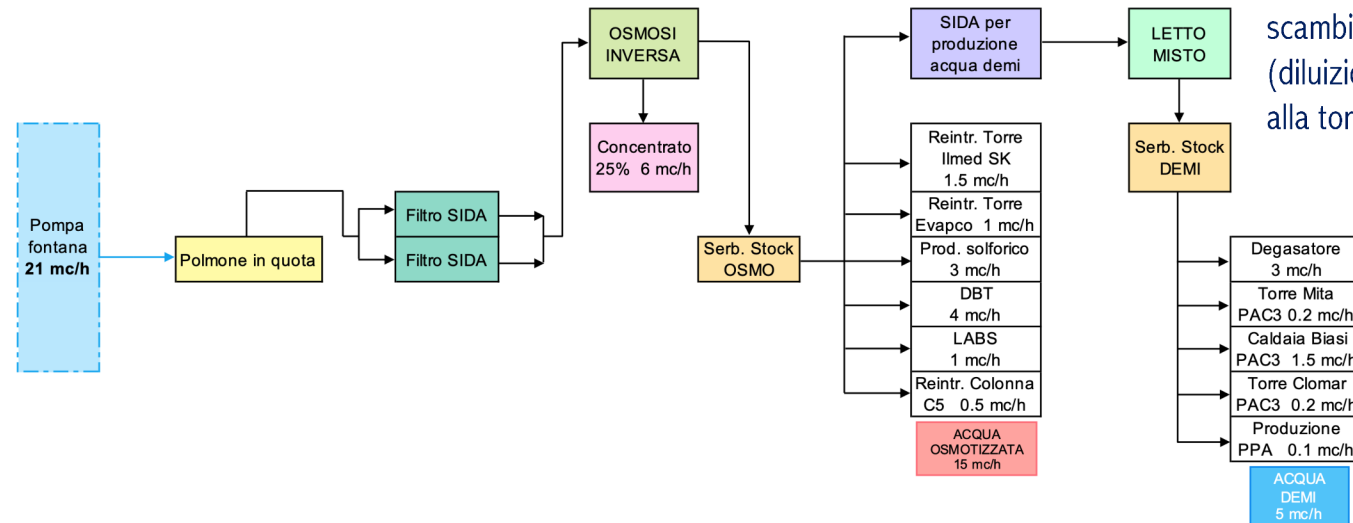 Pompa
fontana
21 mc/h
Polmone in quota
Filtro SIDA
Filtro SIDA
OSMOSI
INVERSA
Concentrato
25% 6 mc/h
Serb. Stock
OSMO
SIDA per
produzione
acqua demi
Reintr. Torre
Ilmed SK
1.5 mc/h
Reintr. Torre
Evapco 1 mc/h
Prod. solforico
3 mc/h
DBT
4 mc/h
LABS
1 mc/h
Reintr. Colonna
C5 0.5 mc/h
ACQUA
OSMOTIZZATA
15 mc/h
LETTO
MISTO
Serb. Stock
DEMI
Degasatore
3 mc/h
Torre Mita
PAC3 0.2 mc/h
Caldaia Biasi
PAC3 1.5 mc/h
Torre Clomar
PAC3 0.2 mc/h
Produzione
PPA 0.1 mc/h
ACQUA
DEMI
5 mc/h
alla